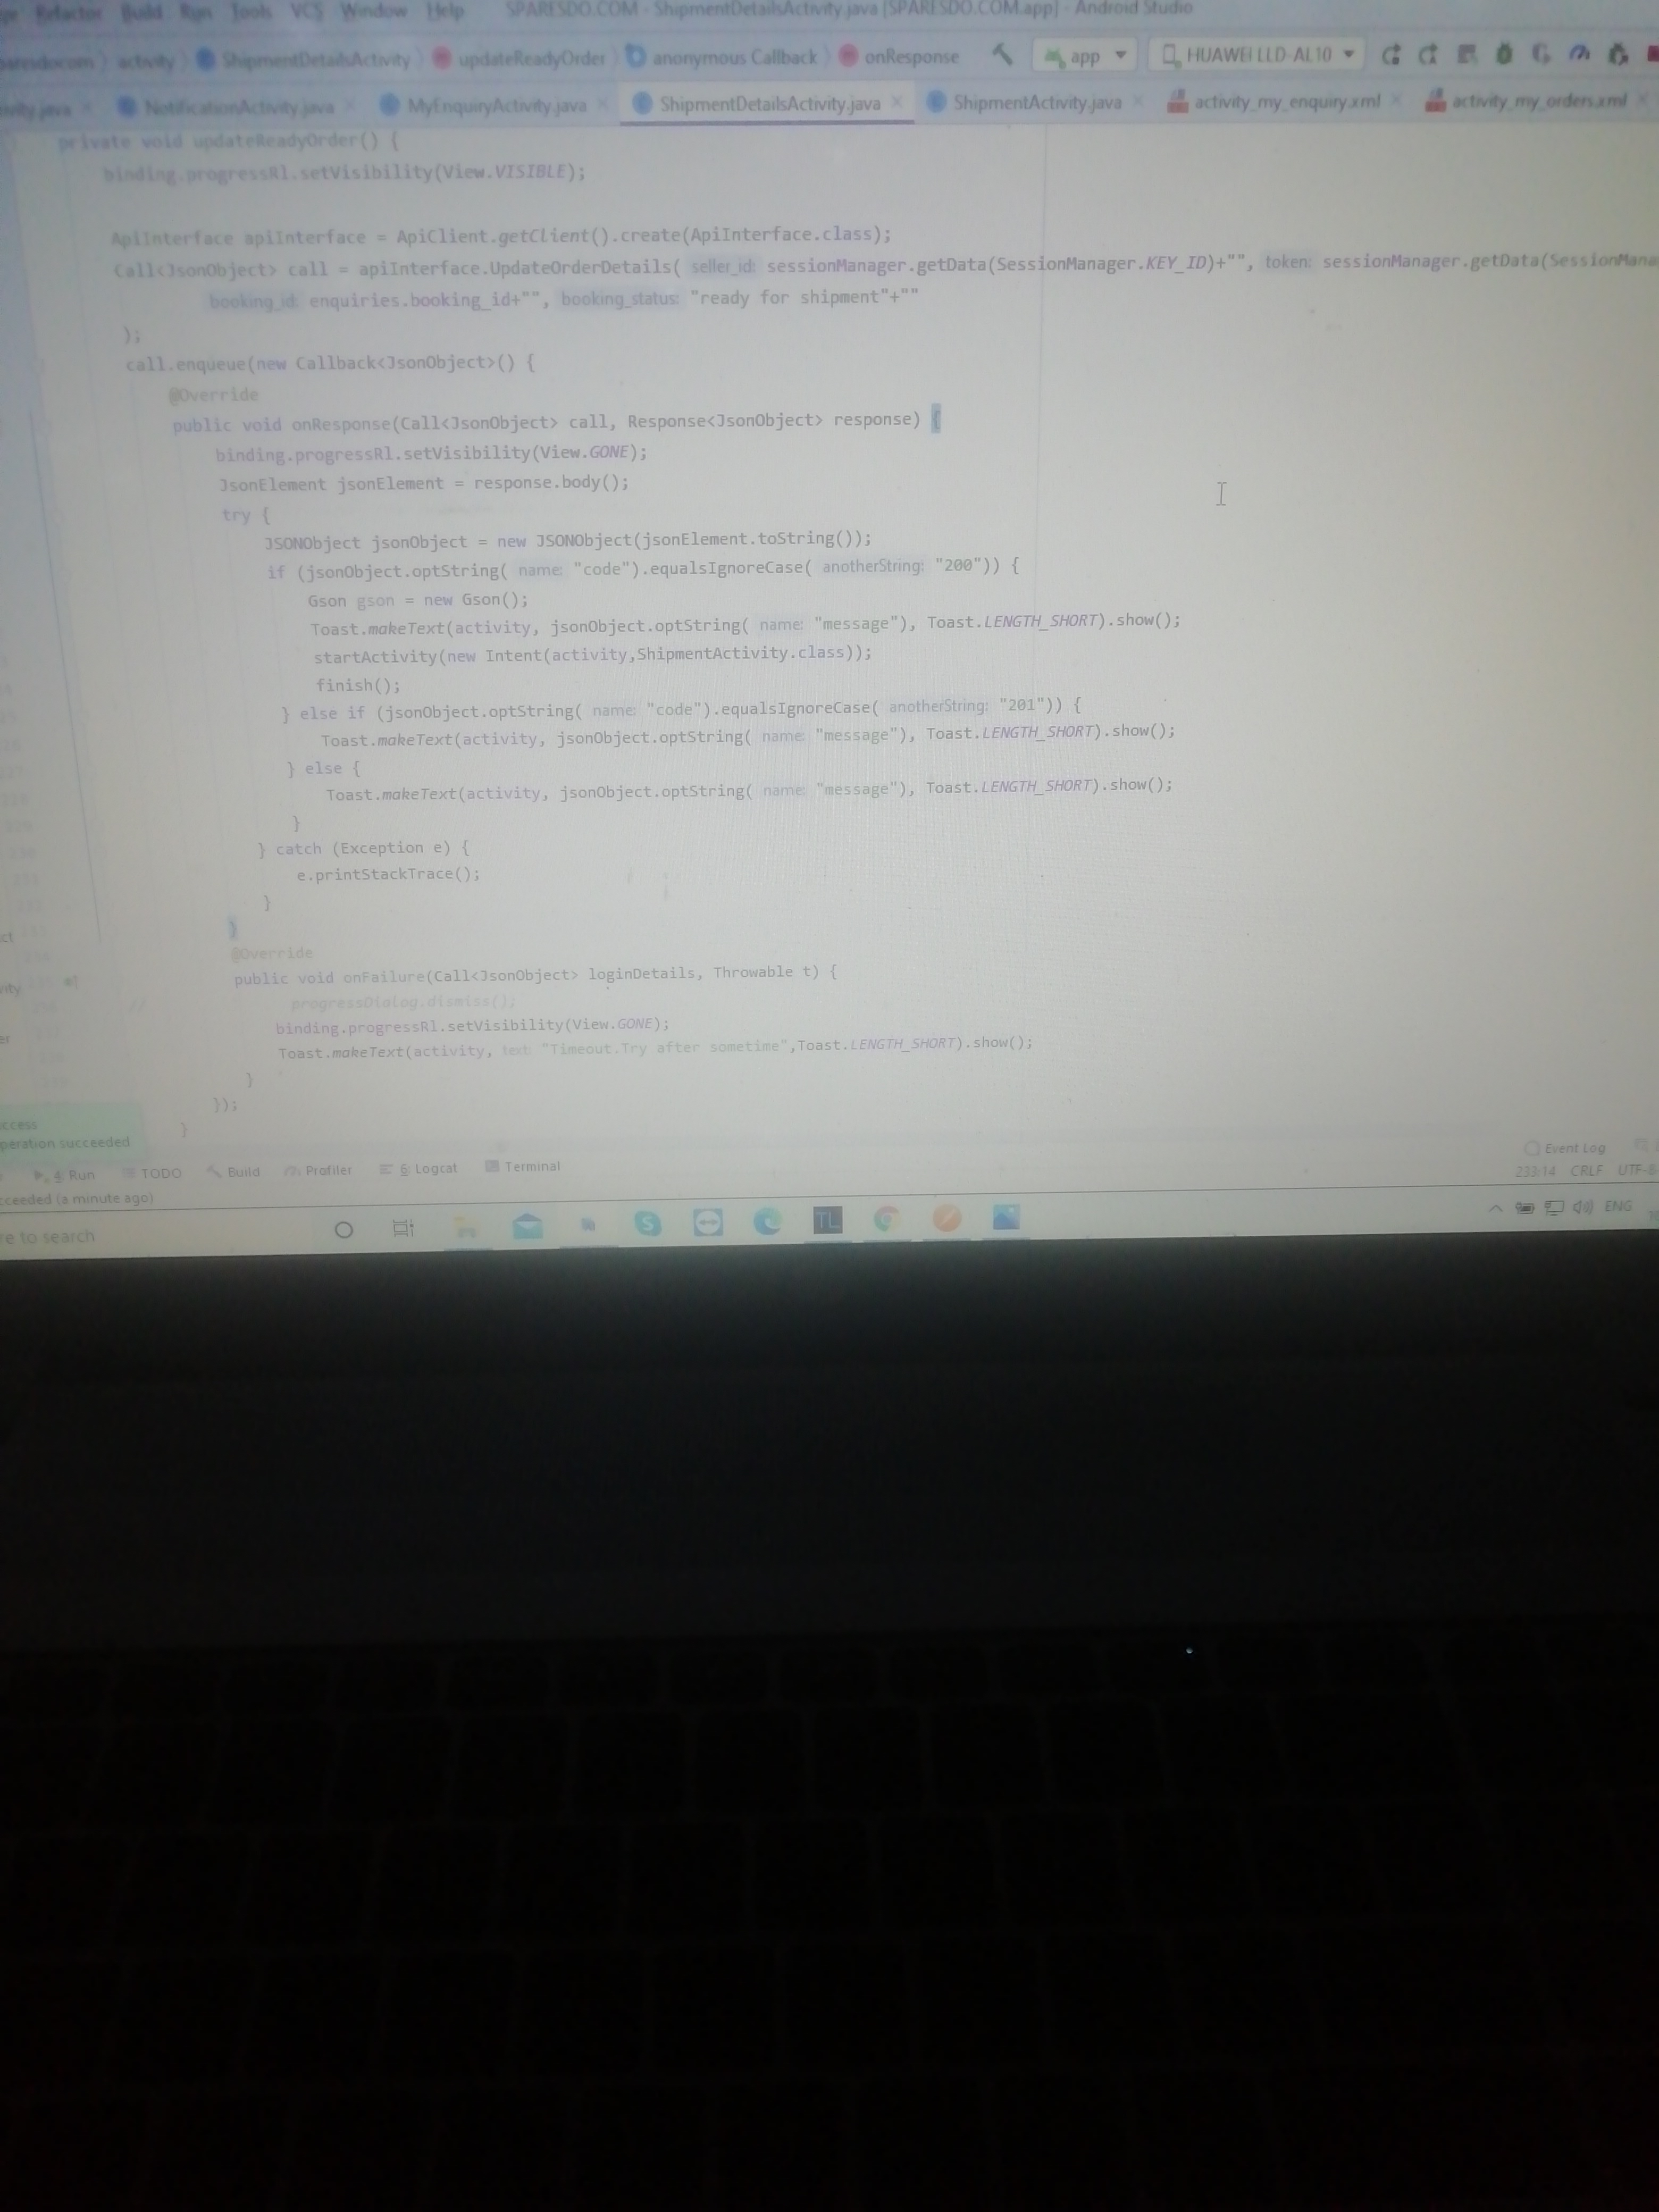 Refactor Build Run Tools VCS Window Help SPARESDO.COM - ShipmentDetailsActivity.java [SPARESDO.COM.app] - Android Studio
activity ShipmentDetailsActivity updateReadyOrder anonymous Callback onResponse app HUAWEI LLD-AL10
NotificationActivity.java MyEnquiryActivity.java ShipmentDetailsActivity.java ShipmentActivity.java activity_my_enquiry.xml activity_my_orders.xml
private void updateReadyOrder() {
binding.progressRl.setVisibility(View.VISIBLE);
ApiInterface apiInterface = ApiClient.getClient().create(ApiInterface.class);
Call<JsonObject> call = apiInterface.UpdateOrderDetails( seller_id: sessionManager.getData(SessionManager.KEY_ID)+"", token: sessionManager.getData(SessionMana
booking_id: enquiries.booking_id+"", booking_status: "ready for shipment"+""
);
call.enqueue(new Callback<JsonObject>() {
@Override
public void onResponse(Call<JsonObject> call, Response<JsonObject> response) {
binding.progressRl.setVisibility(View.GONE);
JsonElement jsonElement = response.body();
try {
JSONObject jsonObject = new JSONObject(jsonElement.toString());
if (jsonObject.optString( name: "code").equalsIgnoreCase( anotherString: "200")) {
Gson gson = new Gson();
Toast.makeText(activity, jsonObject.optString( name: "message"), Toast.LENGTH_SHORT).show();
startActivity(new Intent(activity,ShipmentActivity.class));
finish();
} else if (jsonObject.optString( name: "code").equalsIgnoreCase( anotherString: "201")) {
Toast.makeText(activity, jsonObject.optString( name: "message"), Toast.LENGTH_SHORT).show();
} else {
Toast.makeText(activity, jsonObject.optString( name: "message"), Toast.LENGTH_SHORT).show();
}
} catch (Exception e) {
e.printStackTrace();
}
}
@Override
public void onFailure(Call<JsonObject> loginDetails, Throwable t) {
// progressDialog.dismiss();
binding.progressRl.setVisibility(View.GONE);
Toast.makeText(activity, text: "Timeout.Try after sometime",Toast.LENGTH_SHORT).show();
}
});
}
ccess
peration succeeded
Event Log
4: Run TODO Build Profiler 6: Logcat Terminal
233:14 CRLF UTF-8
cceeded (a minute ago)
re to search
TL
ENG